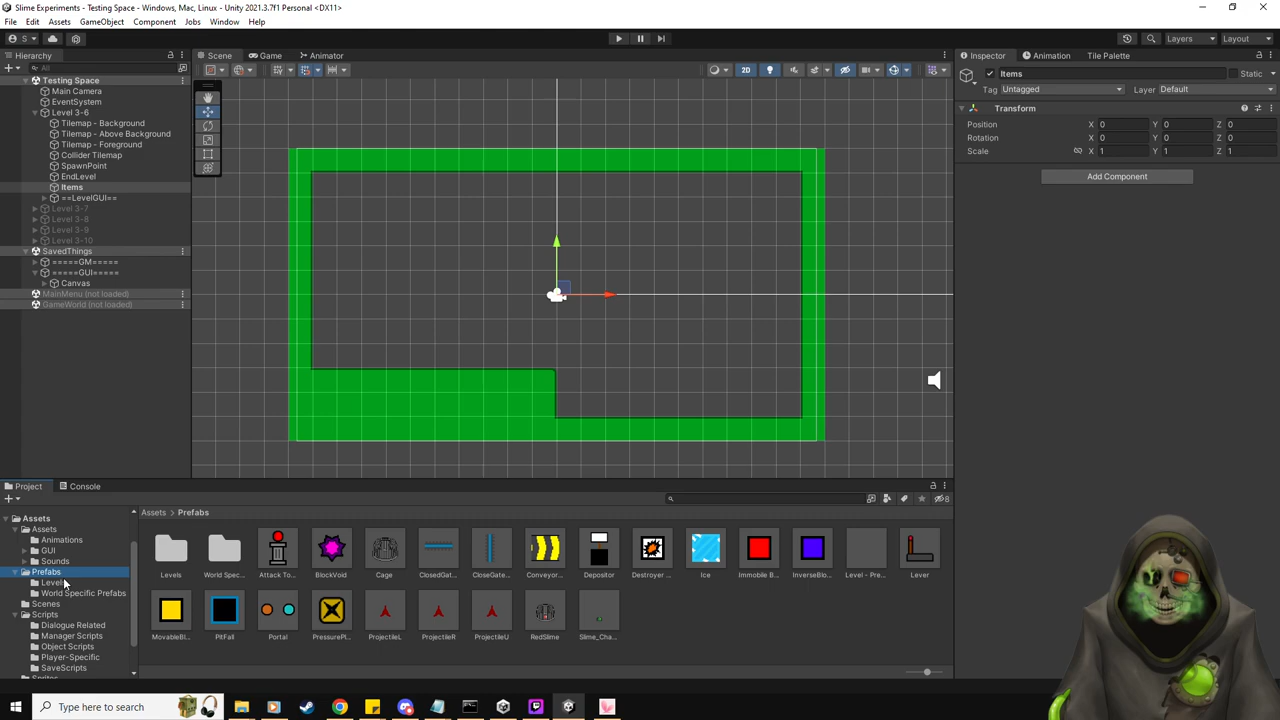 Slime Experiments - Testing Space - Windows, Mac, Linux - Unity 2021.3.7f1 Personal <DX11>
File Edit Assets GameObject Component Jobs Window Help
S Layers Layout
Hierarchy Scene Game Animator Inspector Animation Tile Palette
All
Testing Space
Main Camera
EventSystem
Level 3-6
Tilemap - Background
Tilemap - Above Background
Tilemap - Foreground
Collider Tilemap
SpawnPoint
EndLevel
Items
==LevelGUI==
Level 3-7
Level 3-8
Level 3-9
Level 3-10
SavedThings
=====GM=====
=====GUI=====
Canvas
MainMenu (not loaded)
GameWorld (not loaded)
2D
Items Static
Tag Untagged Layer Default
Transform
Position X 0 Y 0 Z 0
Rotation X 0 Y 0 Z 0
Scale X 1 Y 1 Z 1
Add Component
Project Console
8
Assets
Assets
Animations
GUI
Sounds
Prefabs
Levels
World Specific Prefabs
Scenes
Scripts
Dialogue Related
Manager Scripts
Object Scripts
Player-Specific
SaveScripts
Sprites
Assets Prefabs
Levels World Spec... Attack To... BlockVoid Cage ClosedGat... CloseGate... Conveyor... Depositor Destroyer ... Ice Immobile B... InverseBlo... Level - Pre... Lever
MovableBl... PitFall Portal PressurePl... ProjectileL ProjectileR ProjectileU RedSlime Slime_Cha...
Type here to search